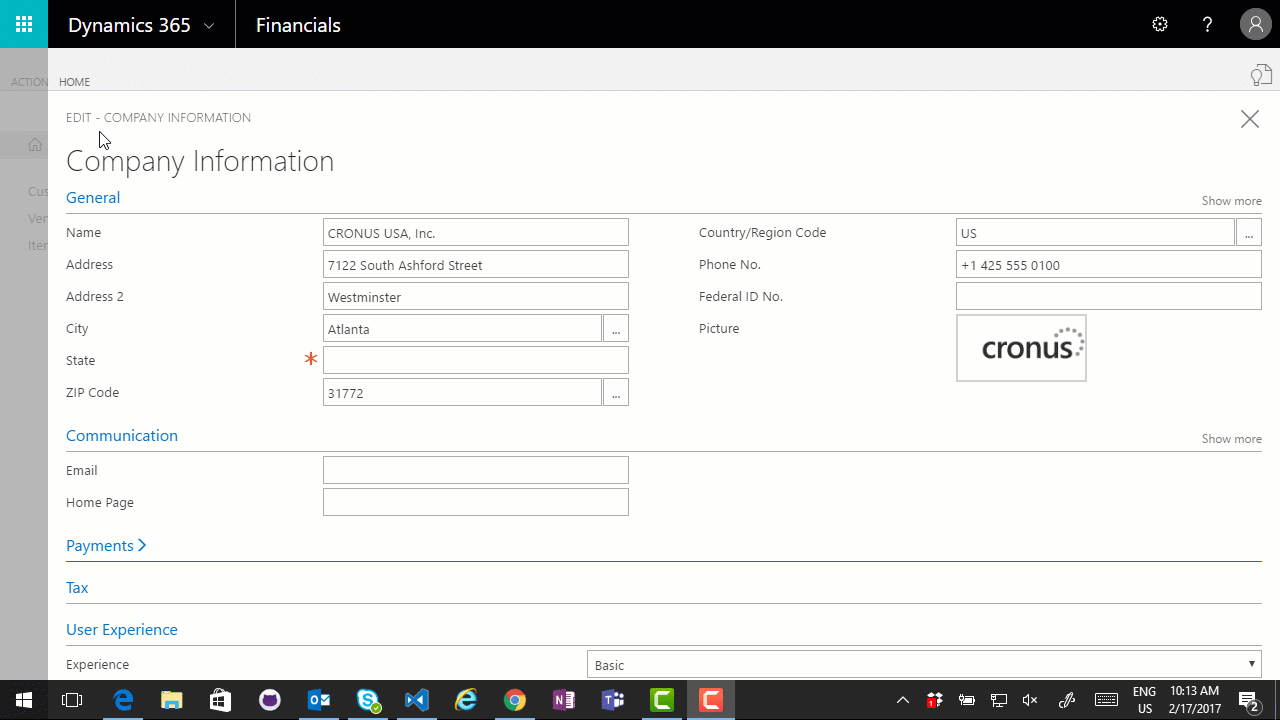 Dynamics 365 Financials ?
ACTION HOME
EDIT - COMPANY INFORMATION
Company Information
General Show more
Name CRONUS USA, Inc. Country/Region Code US ...
Address 7122 South Ashford Street Phone No. +1 425 555 0100
Address 2 Westminster Federal ID No.
City Atlanta ... Picture cronus
State *
ZIP Code 31772 ...
Cus
Ven
Iter
Communication Show more
Email
Home Page
Payments >
Tax
User Experience
Experience Basic
ENG 10:13 AM
US 2/17/2017
1
2